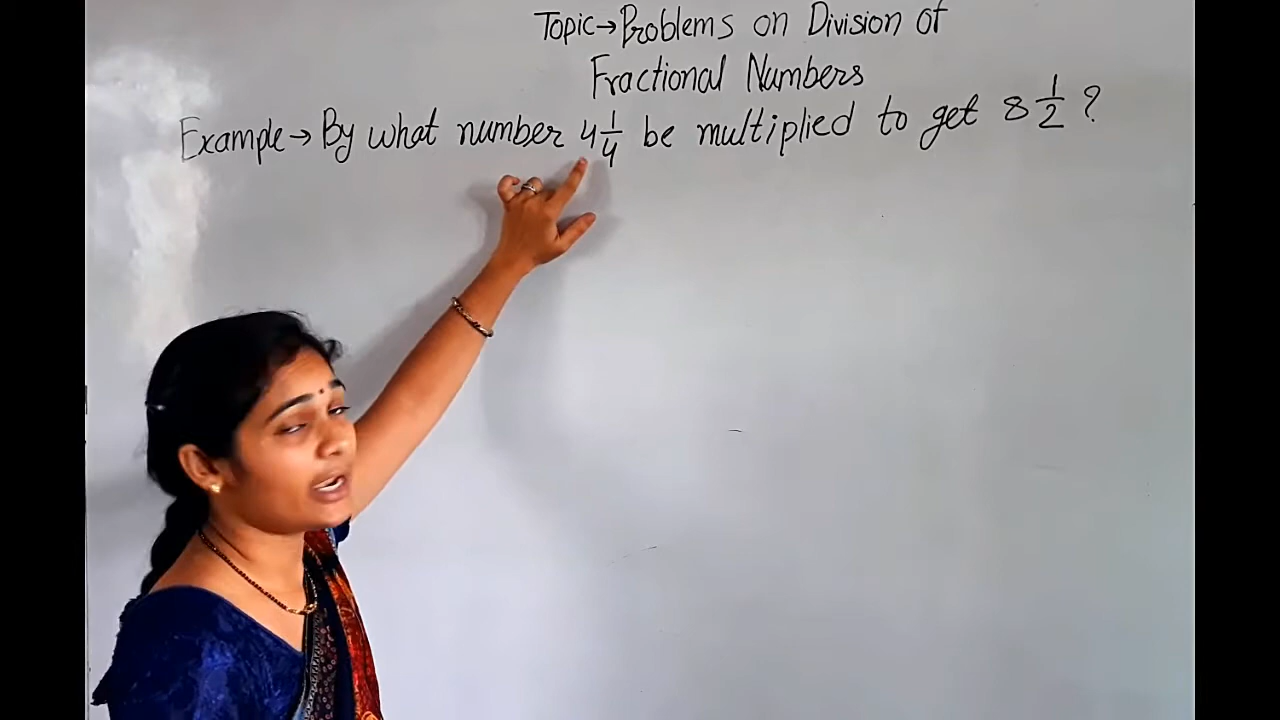 Topic→Problems on Division of
Fractional Numbers
Example→ By what number 4 1/4 be multiplied to get 8 1/2 ?